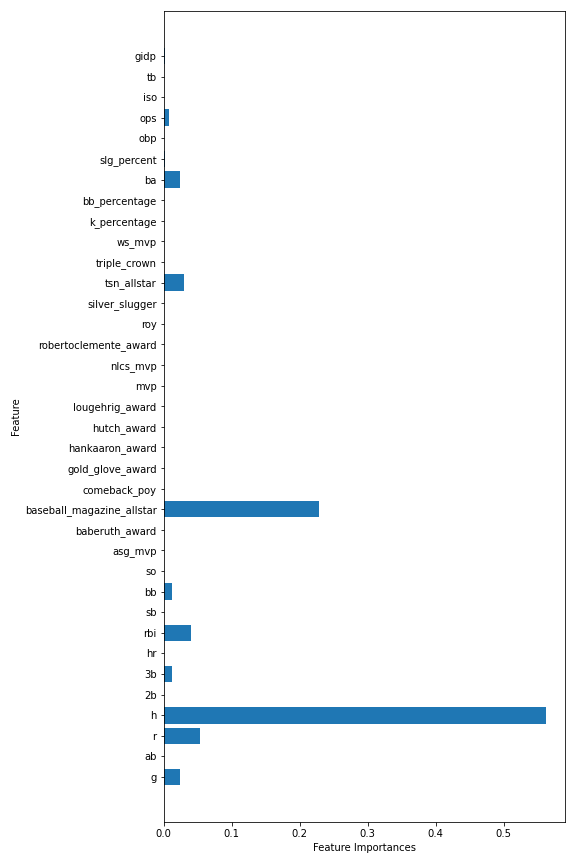 gidp
tb
iso
ops
obp
slg_percent
ba
bb_percentage
k_percentage
ws_mvp
triple_crown
tsn_allstar
silver_slugger
roy
robertoclemente_award
nlcs_mvp
mvp
lougehrig_award
hutch_award
hankaaron_award
gold_glove_award
comeback_poy
baseball_magazine_allstar
baberuth_award
asg_mvp
so
bb
sb
rbi
hr
3b
2b
h
r
ab
g
Feature
0.0 0.1 0.2 0.3 0.4 0.5
Feature Importances